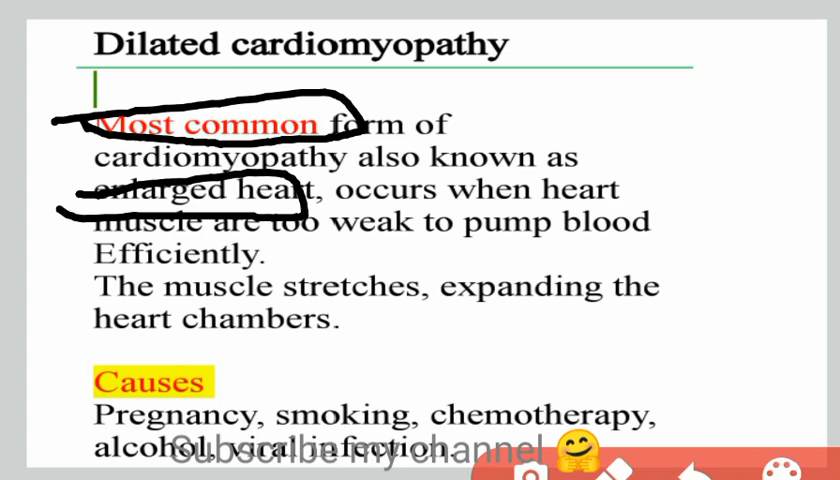 Dilated cardiomyopathy
Most common form of
cardiomyopathy also known as
enlarged heart, occurs when heart
muscle are too weak to pump blood
Efficiently.
The muscle stretches, expanding the
heart chambers.
Causes
Pregnancy, smoking, chemotherapy,
alcohol, viral infection.
Subscribe my channel 🤗